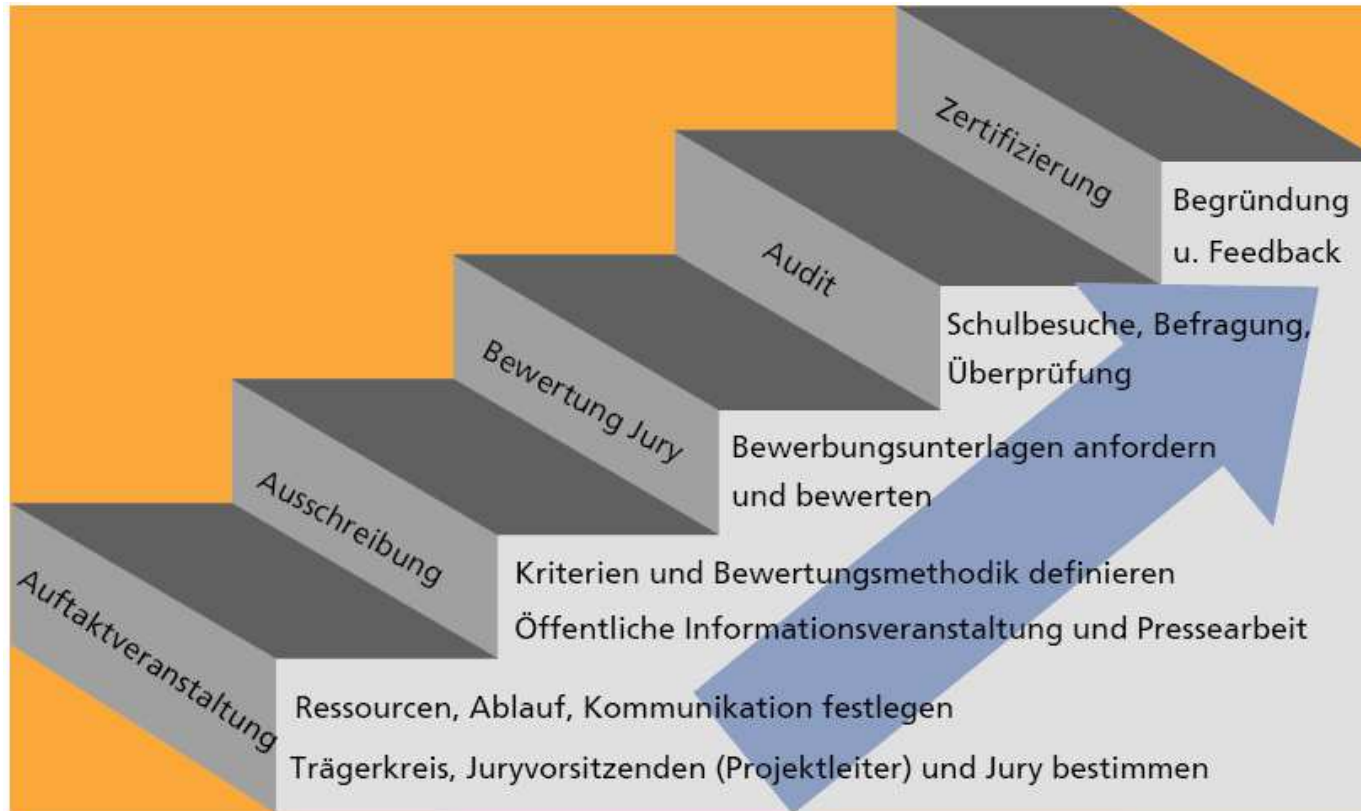 Zertifizierung
Begründung
u. Feedback
Audit
Schulbesuche, Befragung,
Überprüfung
Bewertung Jury
Bewerbungsunterlagen anfordern
und bewerten
Ausschreibung
Kriterien und Bewertungsmethodik definieren
Öffentliche Informationsveranstaltung und Pressearbeit
Auftaktveranstaltung
Ressourcen, Ablauf, Kommunikation festlegen
Trägerkreis, Juryvorsitzenden (Projektleiter) und Jury bestimmen